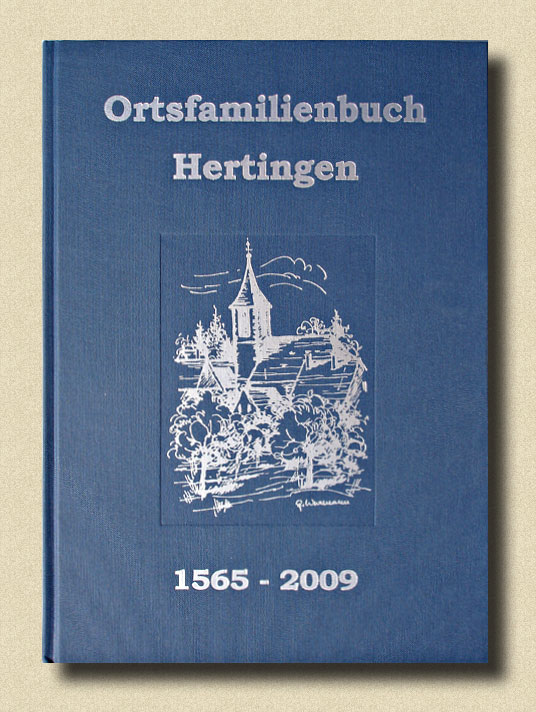 Ortsfamilienbuch
Hertingen
1565 - 2009